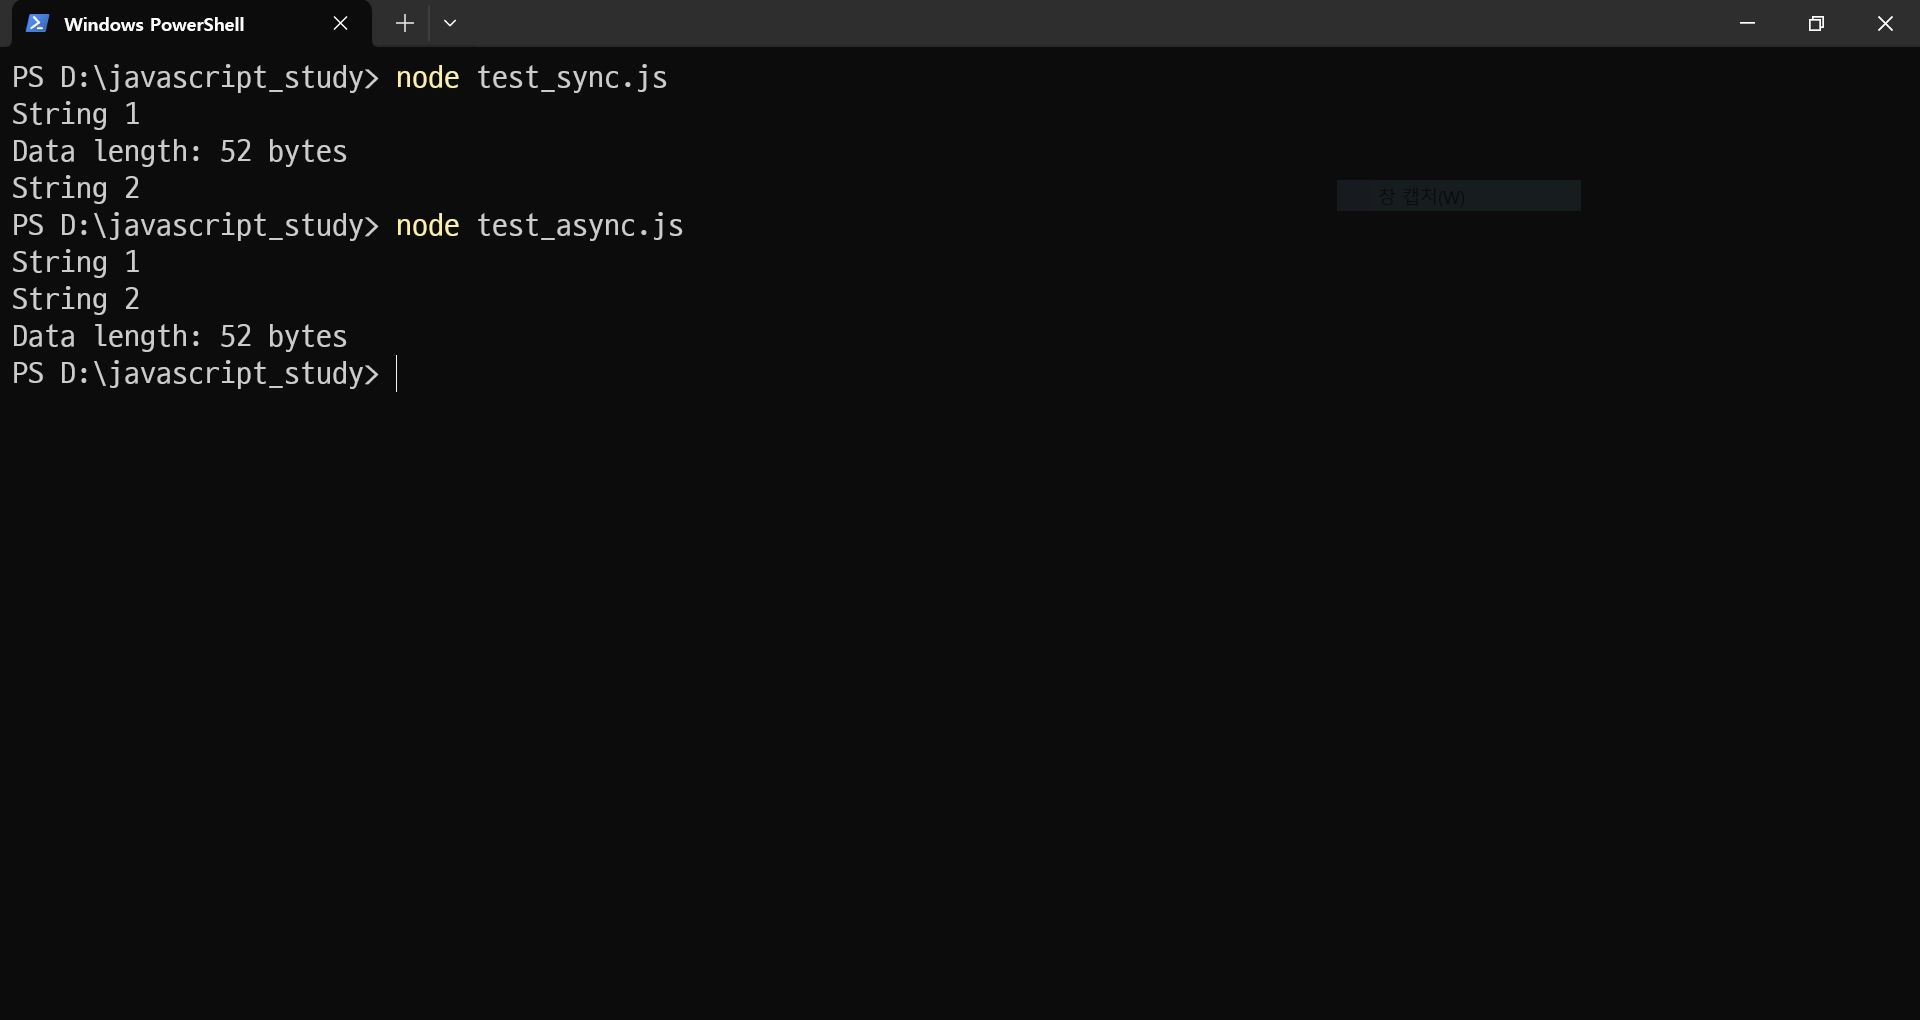 Windows PowerShell
PS D:\javascript_study> node test_sync.js
String 1
Data length: 52 bytes
String 2
창 캡처(W)
PS D:\javascript_study> node test_async.js
String 1
String 2
Data length: 52 bytes
PS D:\javascript_study>